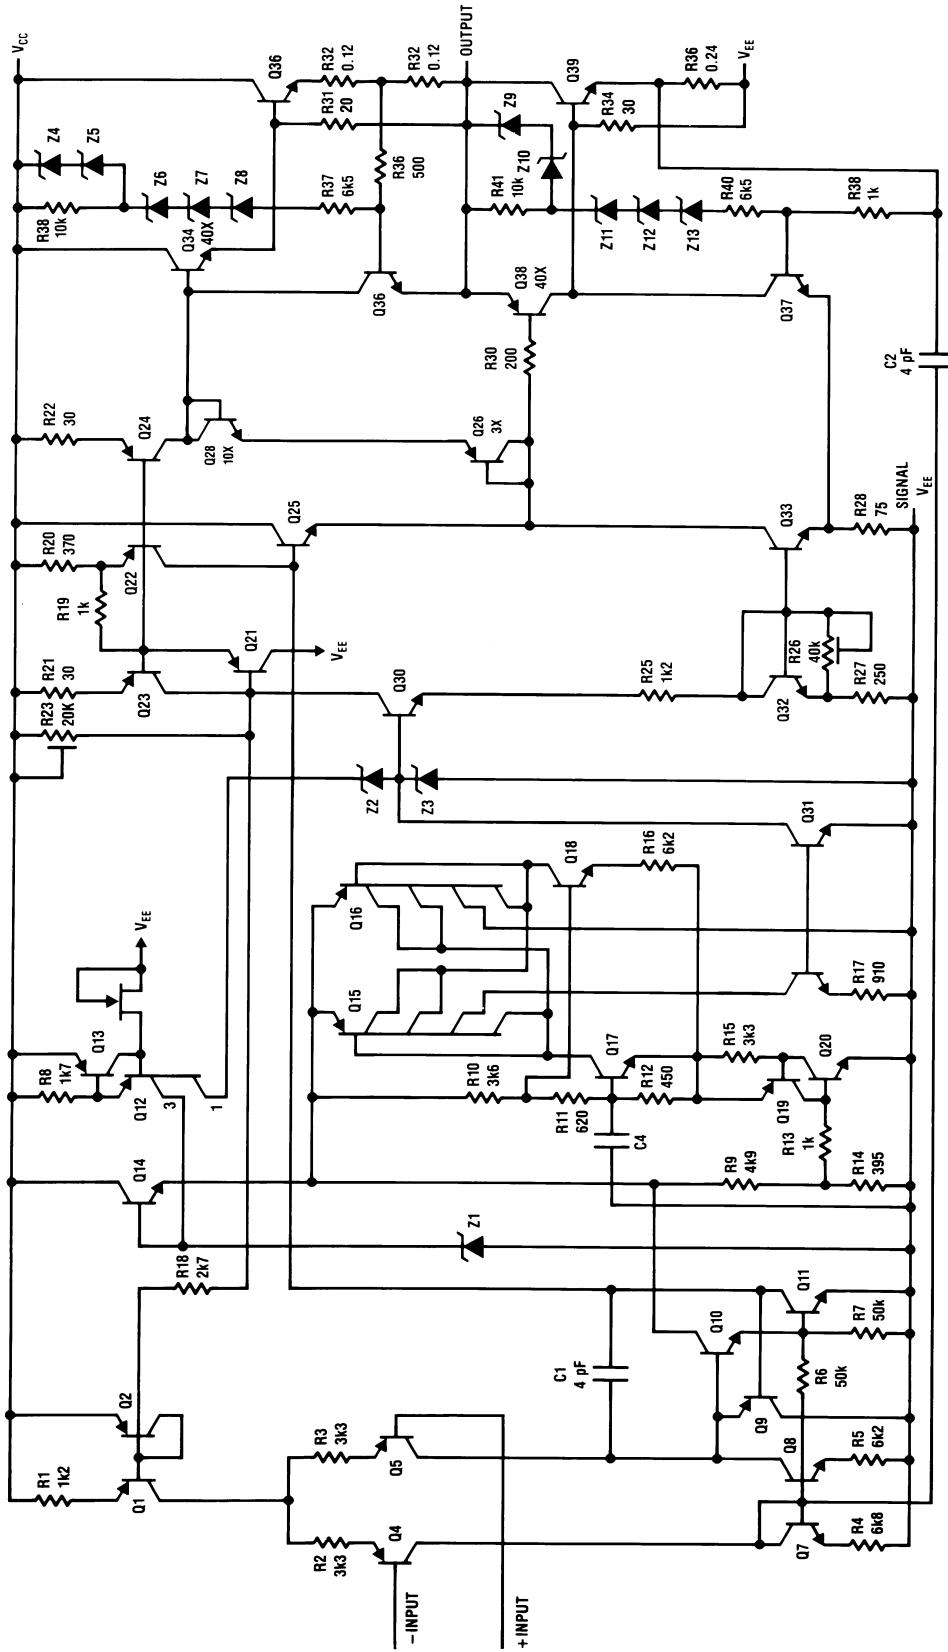 VCC
R1
1k2
Q1
Q2
R2
3k3
R3
3k3
Q4
Q5
−INPUT
+INPUT
R18
2k7
C1
4 pF
Q7
Q8
Q9
Q10
Q11
R4
6k8
R5
6k2
R6
50k
R7
50k
Z1
Q14
R8
1k7
Q12
3
1
Q13
VEE
R9
4k9
R10
3k6
R11
620
R12
450
C4
R13
1k
R14
395
R15
3k3
Q15
Q16
Q17
Q18
R16
6k2
Q19
Q20
R17
910
Q31
Z2
Z3
R23
20K
R21
30
Q23
Q21
VEE
R19
1k
R20
370
Q22
R22
30
Q24
Q30
R25
1k2
Q32
R26
40k
R27
250
Q25
Q28
10X
Q26
3X
R30
200
Q33
R28
75
SIGNAL
VEE
C2
4 pF
R38
10k
Z4
Z5
Z6
Z7
Z8
Q34
40X
R37
6k5
R36
500
Q36
R31
20
R32
0.12
R32
0.12
Q36
OUTPUT
Q38
40X
R41
10k
Z9
Z10
Z11
Z12
Z13
R40
6k5
R38
1k
Q37
Q39
R34
30
R36
0.24
VEE